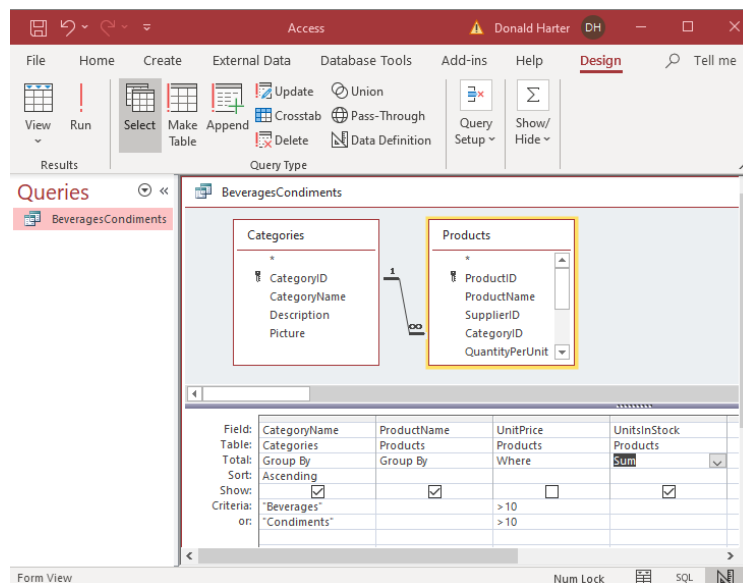 Access Donald Harter DH
File Home Create External Data Database Tools Add-ins Help Design Tell me
View Run Select Make Table Append Update Crosstab Delete Union Pass-Through Data Definition Query Setup Show/ Hide
Results Query Type
Queries
BeveragesCondiments
BeveragesCondiments
Categories
*
CategoryID
CategoryName
Description
Picture
1
∞
Products
*
ProductID
ProductName
SupplierID
CategoryID
QuantityPerUnit
Field: CategoryName ProductName UnitPrice UnitsInStock
Table: Categories Products Products Products
Total: Group By Group By Where Sum
Sort: Ascending
Show:
Criteria: "Beverages" >10
or: "Condiments" >10
Form View Num Lock SQL